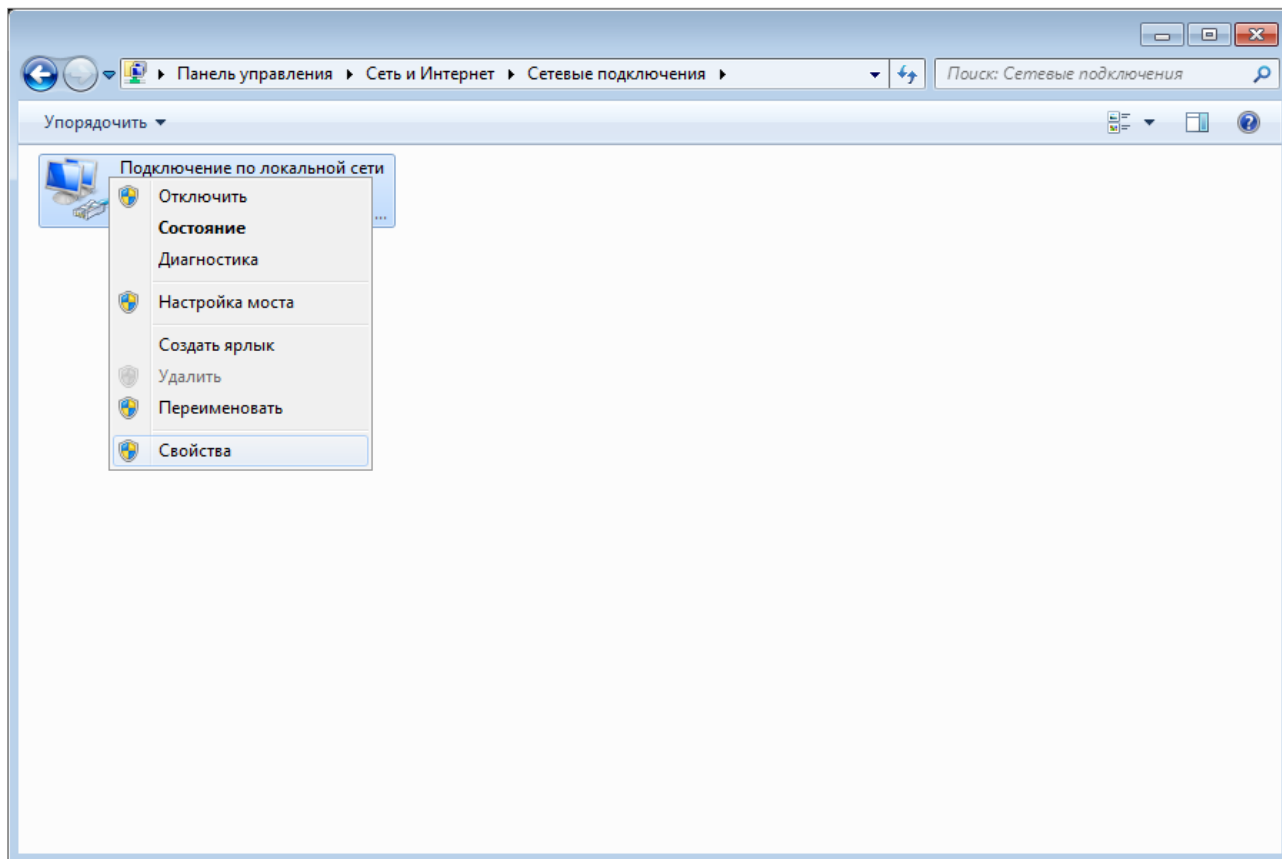 Панель управления Сеть и Интернет Сетевые подключения Поиск: Сетевые подключения
Упорядочить
Подключение по локальной сети
...
Отключить
Состояние
Диагностика
Настройка моста
Создать ярлык
Удалить
Переименовать
Свойства